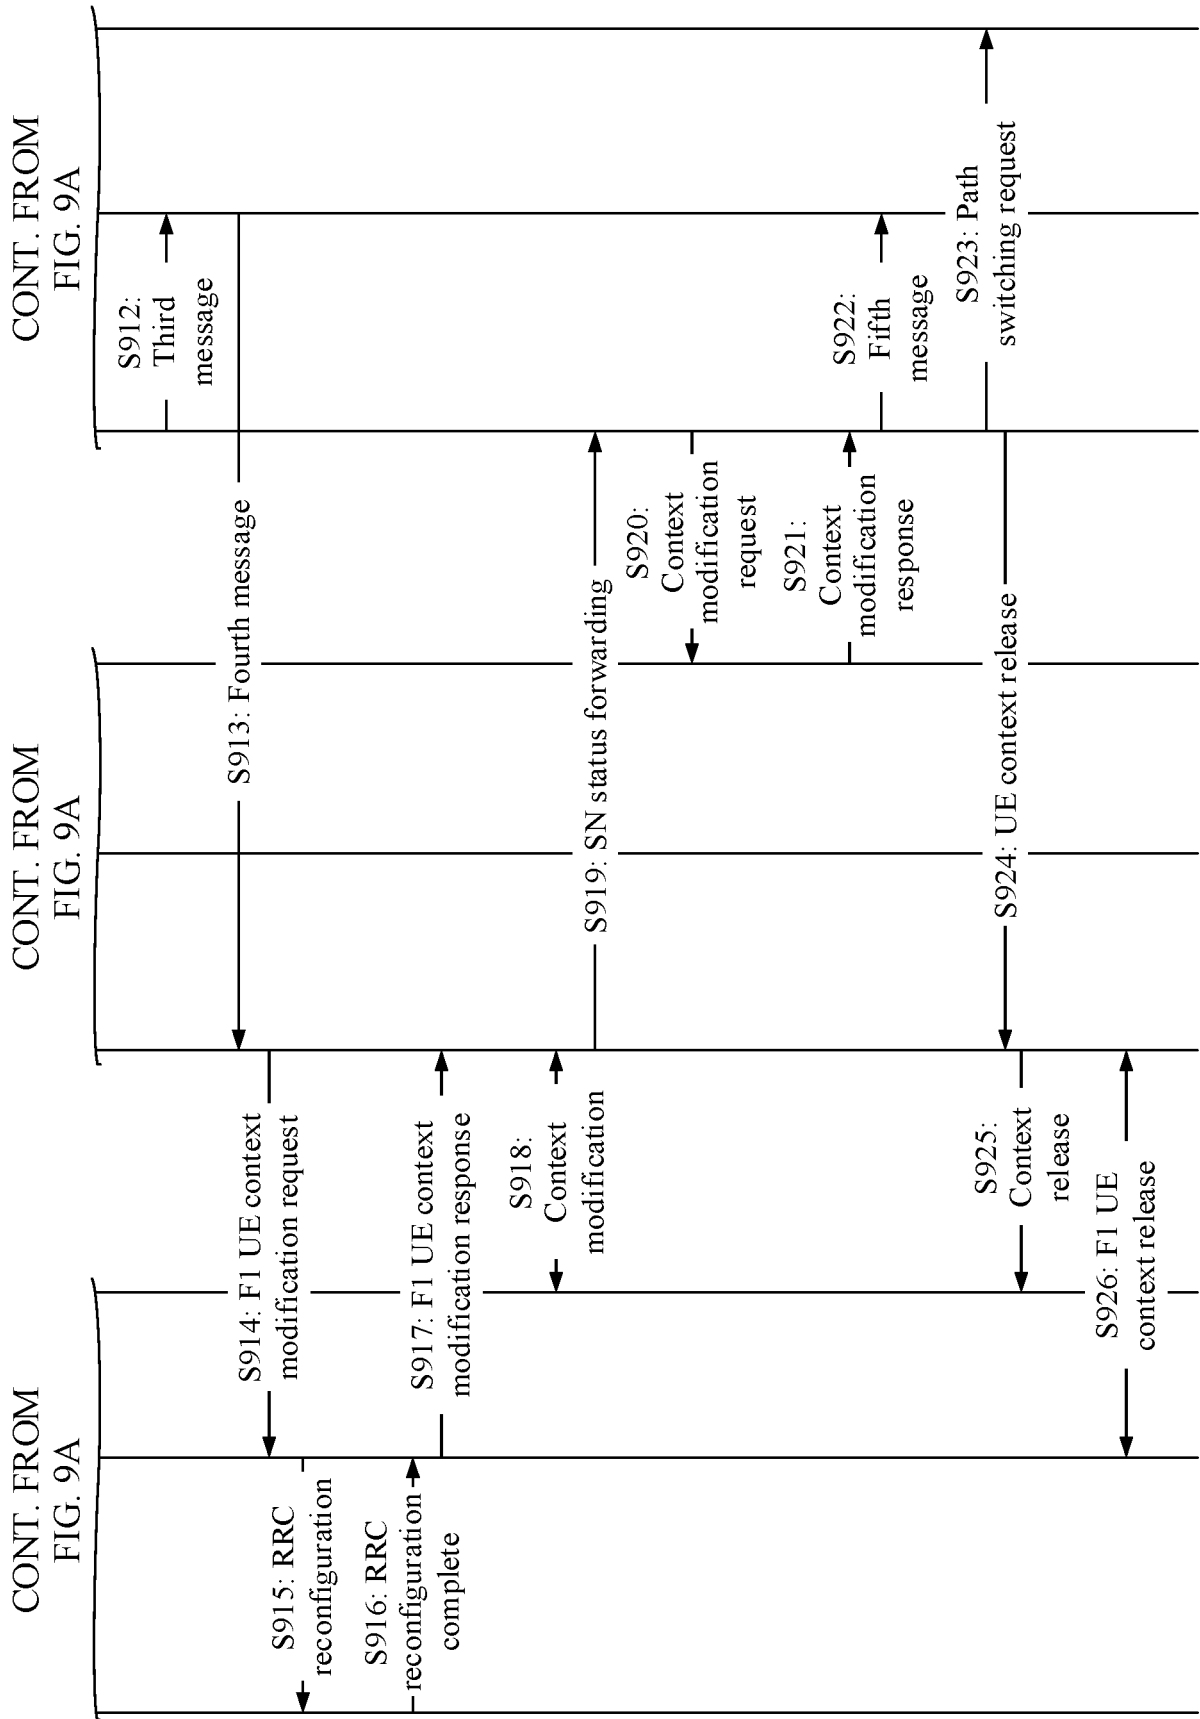 CONT. FROM
FIG. 9A
CONT. FROM
FIG. 9A
CONT. FROM
FIG. 9A
S912:
Third
message
S913: Fourth message
S914: F1 UE context
modification request
S915: RRC
reconfiguration
S916: RRC
reconfiguration
complete
S917: F1 UE context
modification response
S918:
Context
modification
S919: SN status forwarding
S920:
Context
modification
request
S921:
Context
modification
response
S922:
Fifth
message
S923: Path
switching request
S924: UE context release
S925:
Context
release
S926: F1 UE
context release